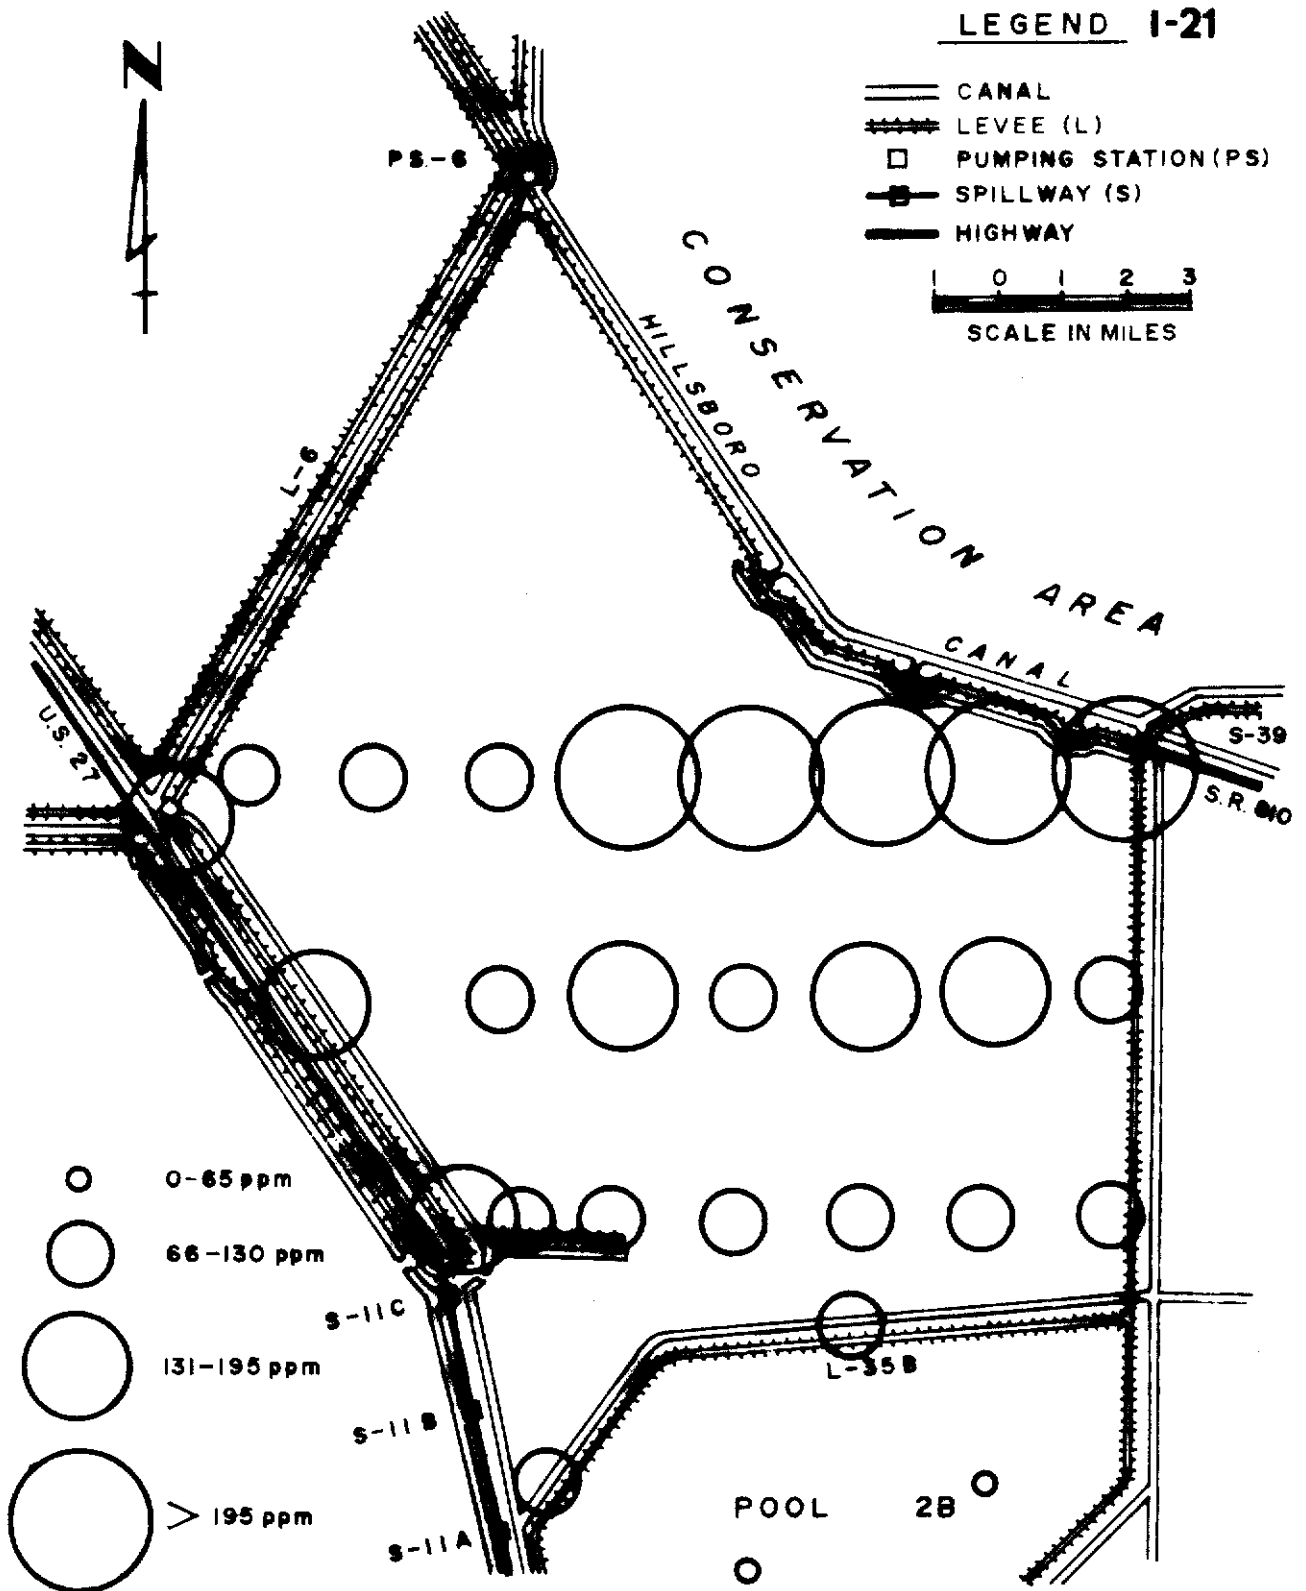 LEGEND I-21
CANAL
LEVEE (L)
PUMPING STATION (PS)
SPILLWAY (S)
HIGHWAY
1 0 1 2 3
SCALE IN MILES
N
PS.-6
CONSERVATION AREA
HILLSBORO CANAL
L-6
U.S. 27
S-39
S.R. 810
0-65 ppm
66-130 ppm
131-195 ppm
> 195 ppm
S-11C
S-11B
S-11A
L-35B
POOL 2B